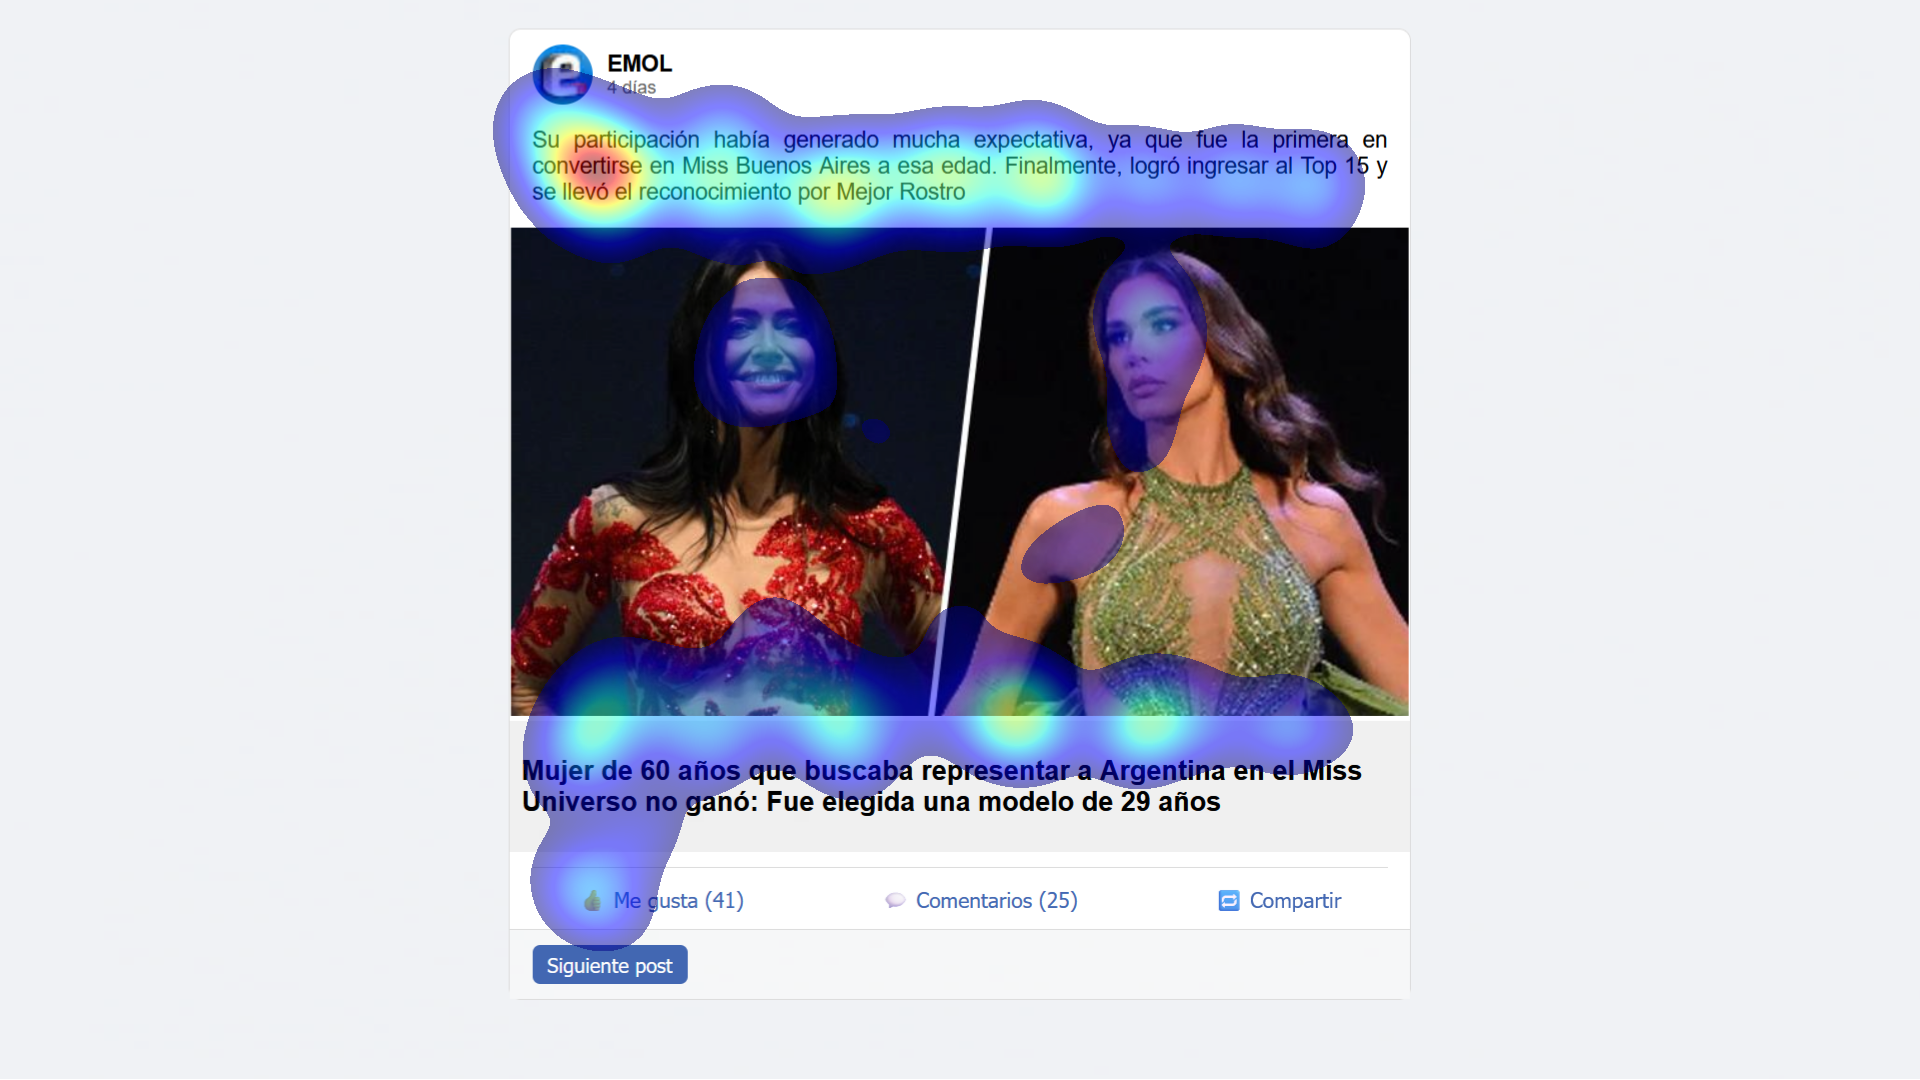 EMOL
4 días
Su participación había generado mucha expectativa, ya que fue la primera en
convertirse en Miss Buenos Aires a esa edad. Finalmente, logró ingresar al Top 15 y
se llevó el reconocimiento por Mejor Rostro
Mujer de 60 años que buscaba representar a Argentina en el Miss
Universo no ganó: Fue elegida una modelo de 29 años
Me gusta (41) Comentarios (25) Compartir
Siguiente post